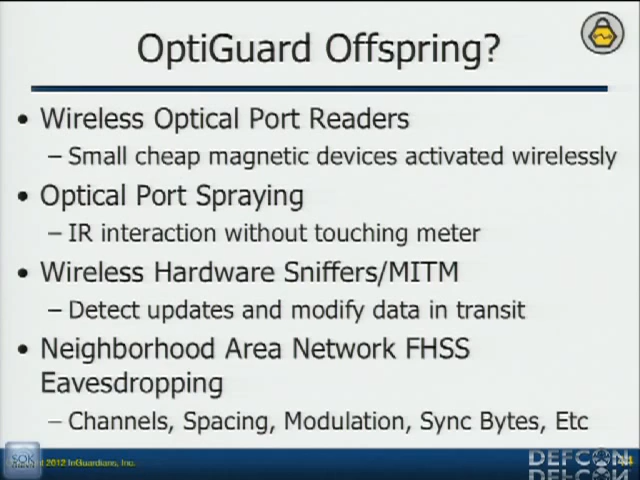 OptiGuard Offspring?
• Wireless Optical Port Readers
– Small cheap magnetic devices activated wirelessly
• Optical Port Spraying
– IR interaction without touching meter
• Wireless Hardware Sniffers/MITM
– Detect updates and modify data in transit
• Neighborhood Area Network FHSS
Eavesdropping
– Channels, Spacing, Modulation, Sync Bytes, Etc
2012 InGuardians, Inc.
DEFCON
DEFCON